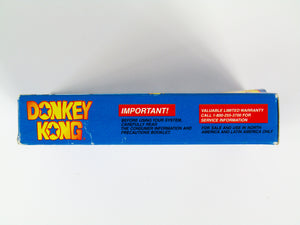 DONKEY
KONG
IMPORTANT!
BEFORE USING YOUR SYSTEM,
CAREFULLY READ
THE CONSUMER INFORMATION AND
PRECAUTIONS BOOKLET
VALUABLE LIMITED WARRANTY
CALL 1-800-255-3700 FOR
SERVICE INFORMATION
FOR SALE AND USE IN NORTH
AMERICA AND LATIN AMERICA ONLY